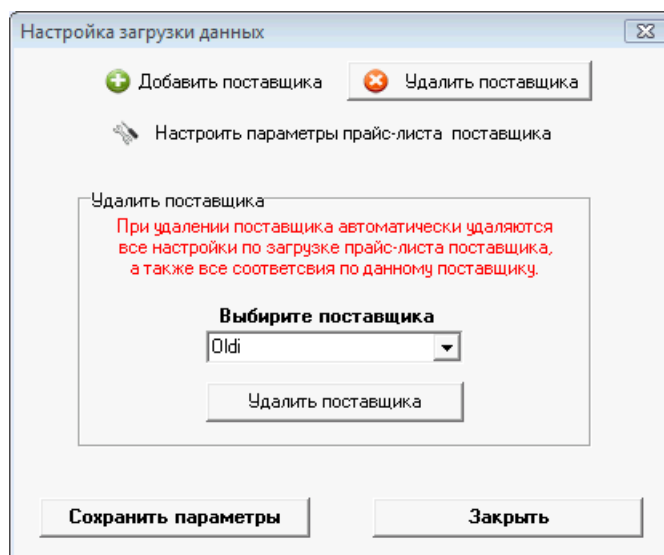 Настройка загрузки данных
Добавить поставщика
Удалить поставщика
Настроить параметры прайс-листа поставщика
Удалить поставщика
При удалении поставщика автоматически удаляются
все настройки по загрузке прайс-листа поставщика,
а также все соответсвия по данному поставщику.
Выбирите поставщика
Oldi
Удалить поставщика
Сохранить параметры
Закрыть